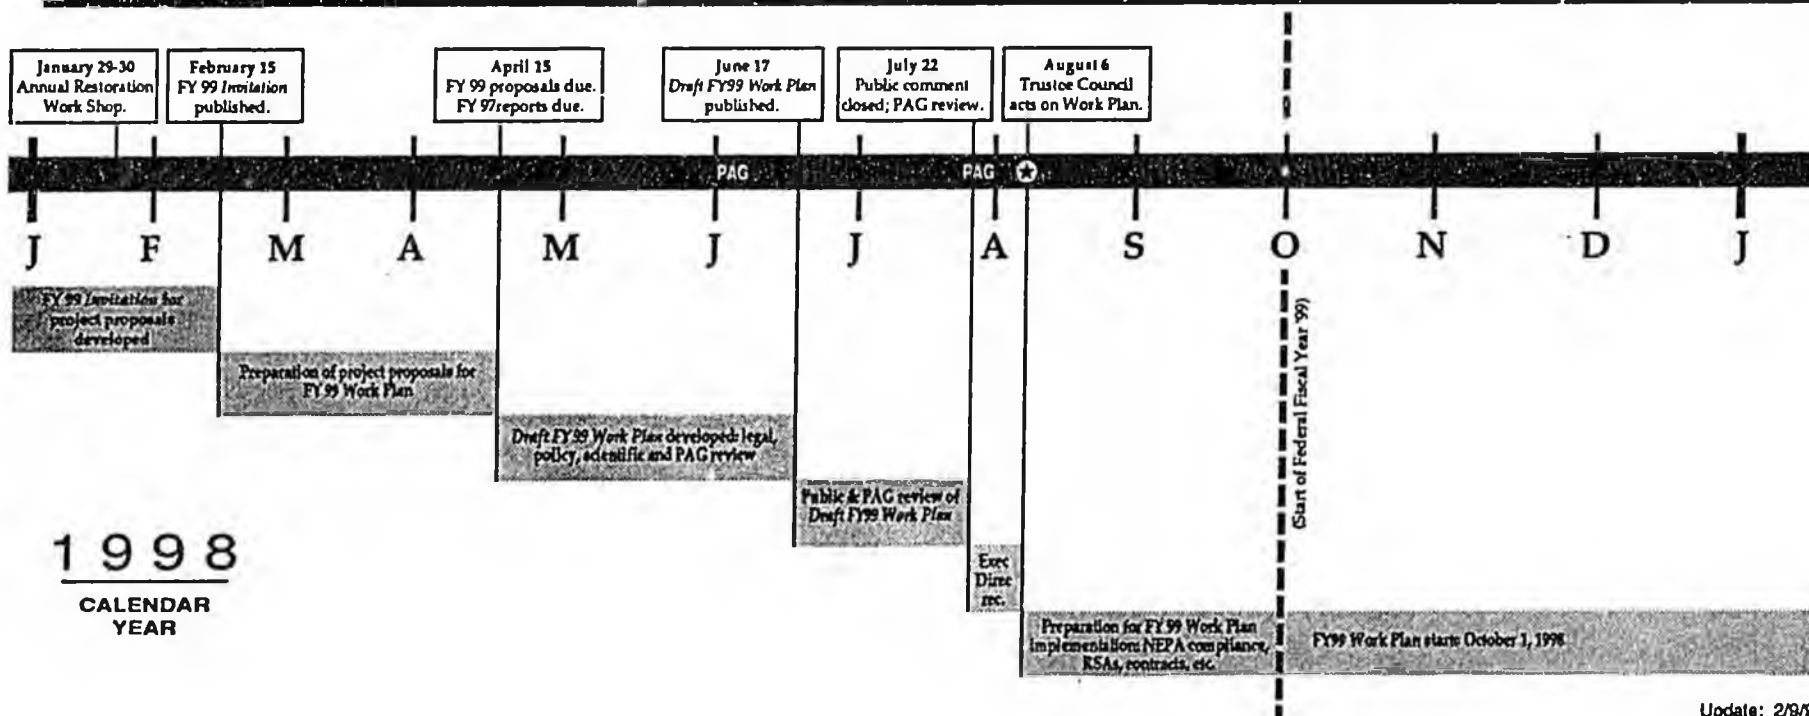 January 29-30
Annual Restoration
Work Shop.
February 15
FY 99 Invitation
published.
April 15
FY 99 proposals due.
FY 97reports due.
June 17
Draft FY99 Work Plan
published.
July 22
Public comment
closed; PAG review.
August 6
Trustee Council
acts on Work Plan.
PAG
PAG
J F M A M J J A S O N D J
FY 99 Invitation for
project proposals
developed
Preparation of project proposals for
FY 99 Work Plan
Draft FY 99 Work Plan developed: legal,
policy, scientific and PAG review
Public & PAG review of
Draft FY99 Work Plan
Exec
Direc
rec.
(Start of Federal Fiscal Year '99)
Preparation for FY 99 Work Plan
implementation: NEPA compliance,
RSAs, contracts, etc.
FY99 Work Plan starts October 1, 1998
1998
CALENDAR
YEAR
Update: 2/9/